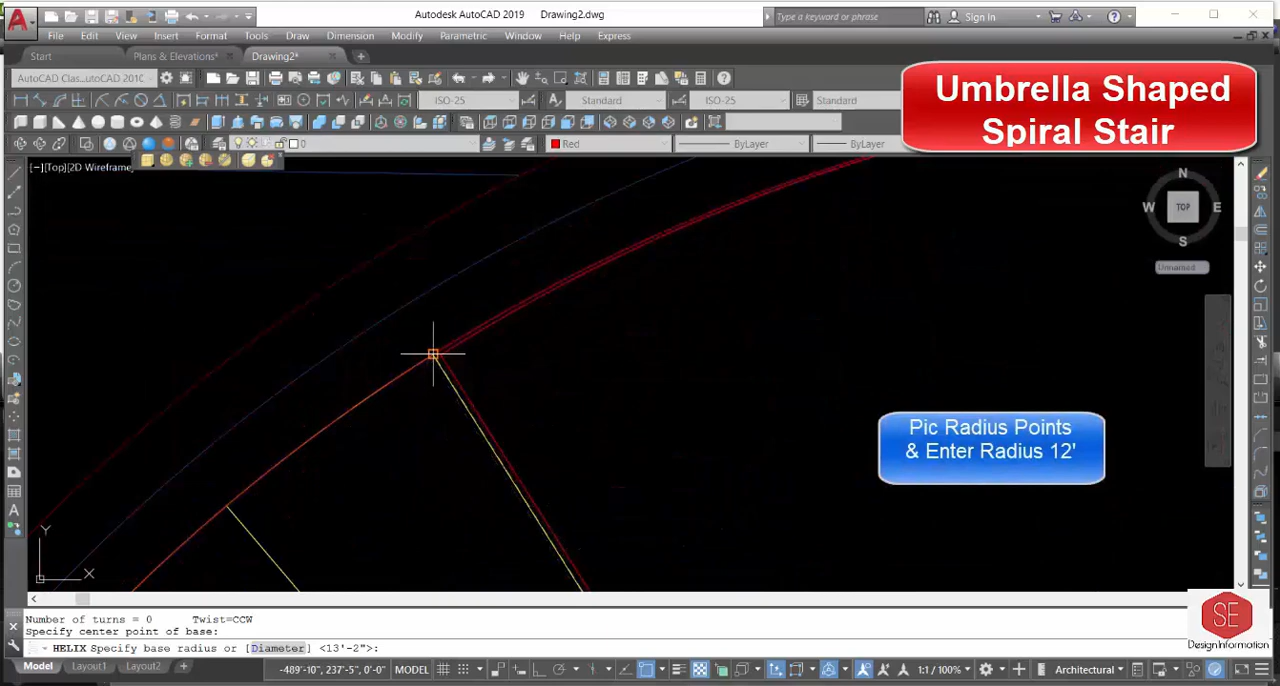 Autodesk AutoCAD 2019 Drawing2.dwg
Type a keyword or phrase
Sign In
File Edit View Insert Format Tools Draw Dimension Modify Parametric Window Help Express
Start
Plans & Elevations*
Drawing2*
ISO-25
Standard
ISO-25
Standard
0
Red
ByLayer
ByLayer
Umbrella Shaped
Spiral Stair
[−][Top][2D Wireframe]
N
W
TOP
E
S
Unnamed
Pic Radius Points
& Enter Radius 12'
Y
X
Number of turns = 0 Twist=CCW
Specify center point of base:
HELIX Specify base radius or [Diameter] <13'-2">:
SE
Design Information
Model
Layout1
Layout2
-489'-10", 237'-5", 0'-0"
MODEL
1:1 / 100%
Architectural
A